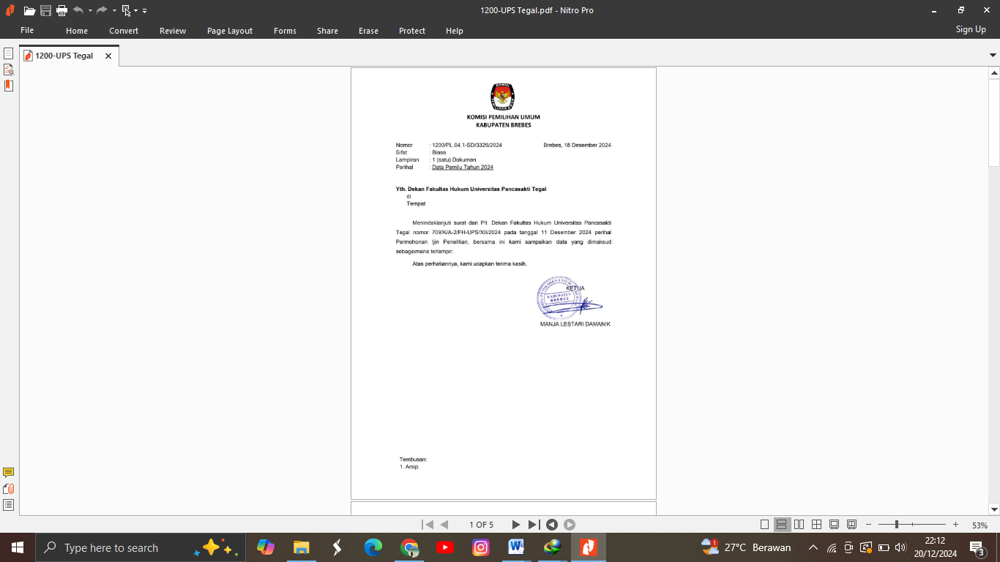 1200-UPS Tegal.pdf - Nitro Pro
File
Home
Convert
Review
Page Layout
Forms
Share
Erase
Protect
Help
Sign Up
1200-UPS Tegal
KOMISI PEMILIHAN UMUM
KABUPATEN BREBES
Nomor : 1200/PL.04.1-SD/3329/2024 Brebes, 18 Desember 2024
Sifat : Biasa
Lampiran : 1 (satu) Dokumen
Perihal : Data Pemilu Tahun 2024
Yth. Dekan Fakultas Hukum Universitas Pancasakti Tegal
di
Tempat
Menindaklanjuti surat dari Plt. Dekan Fakultas Hukum Universitas Pancasakti
Tegal nomor 709/K/A-2/FH-UPS/XII/2024 pada tanggal 11 Desember 2024 perihal
Permohonan Ijin Penelitian, bersama ini kami sampaikan data yang dimaksud
sebagaimana terlampir.
Atas perhatiannya, kami ucapkan terima kasih.
KETUA
KABUPATEN
BREBES
MANJA LESTARI DAMANIK
Tembusan:
1. Arsip.
1 OF 5
53%
Type here to search
27°C Berawan
22:12
20/12/2024
3